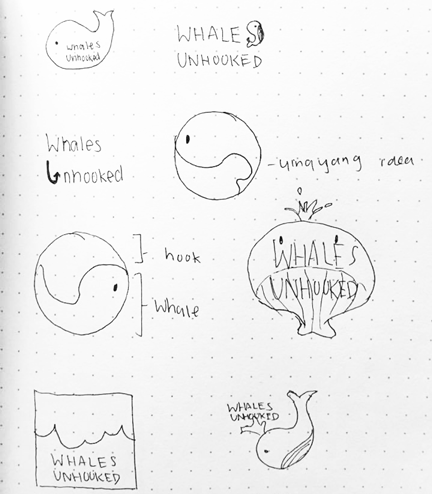 whales
Unhooked
WHALES
UNHOOKED
Whales
Unhooked
-yingyang idea
hook
Whale
WHALES
UNHOOKED
WHALES
UNHOOKED
WHALES
UNHOOKED